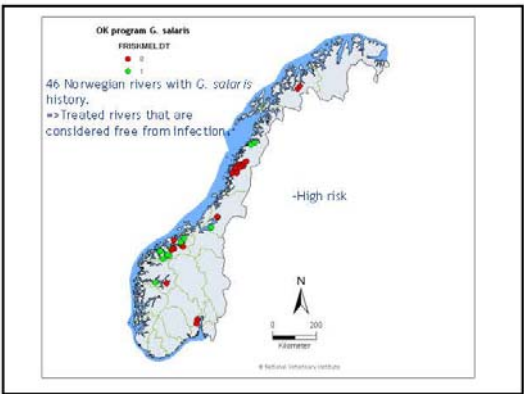 OK program G. salaris
FRISKMELDT
0
1
46 Norwegian rivers with G. salaris
history.
=>Treated rivers that are
considered free from infection.
-High risk
N
0 200
Kilometer
© National Veterinary Institute